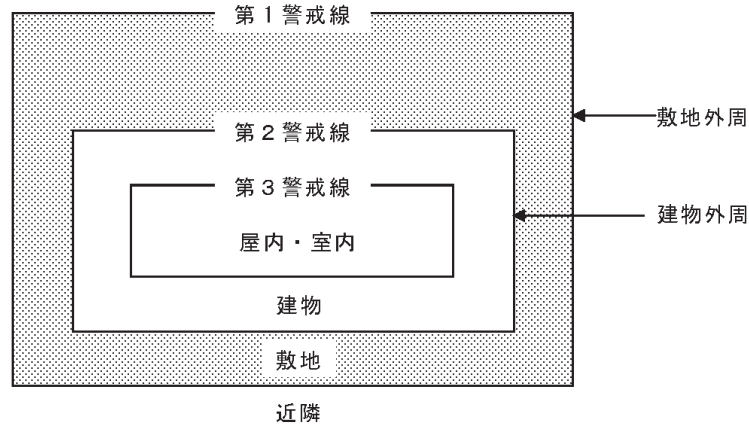 第１警戒線
敷地外周
第２警戒線
第３警戒線
建物外周
屋内・室内
建物
敷地
近隣